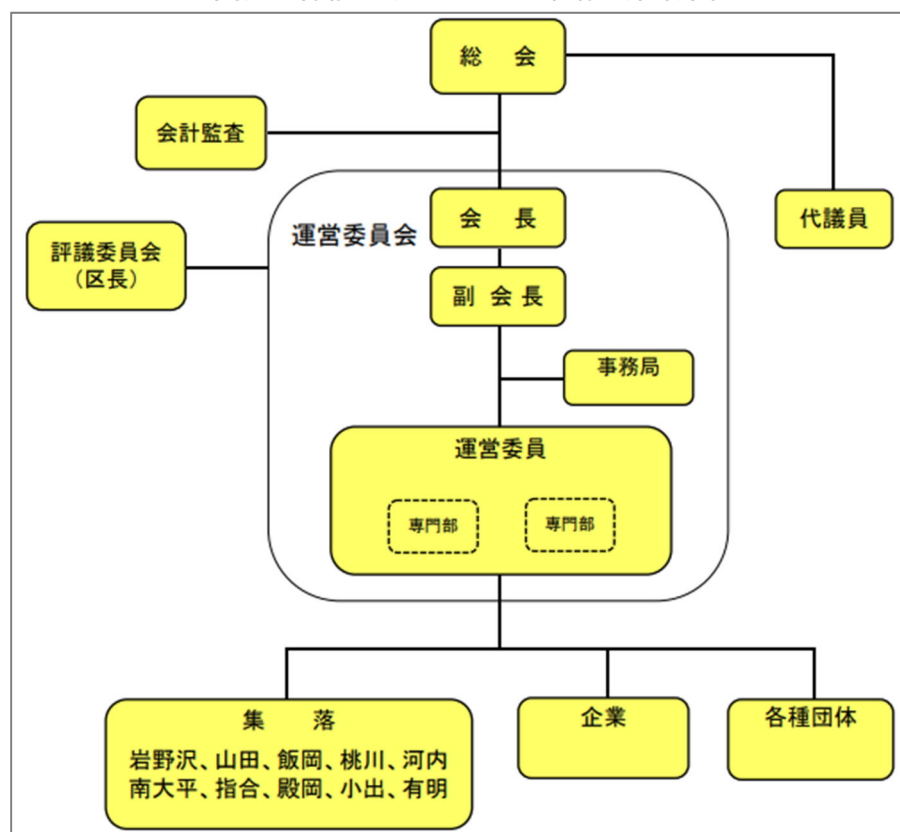 総 会
会計監査
代議員
運営委員会
会 長
評議委員会
(区長)
副 会 長
事務局
運営委員
専門部
専門部
集 落
岩野沢、山田、飯岡、桃川、河内
南大平、指合、殿岡、小出、有明
企業
各種団体